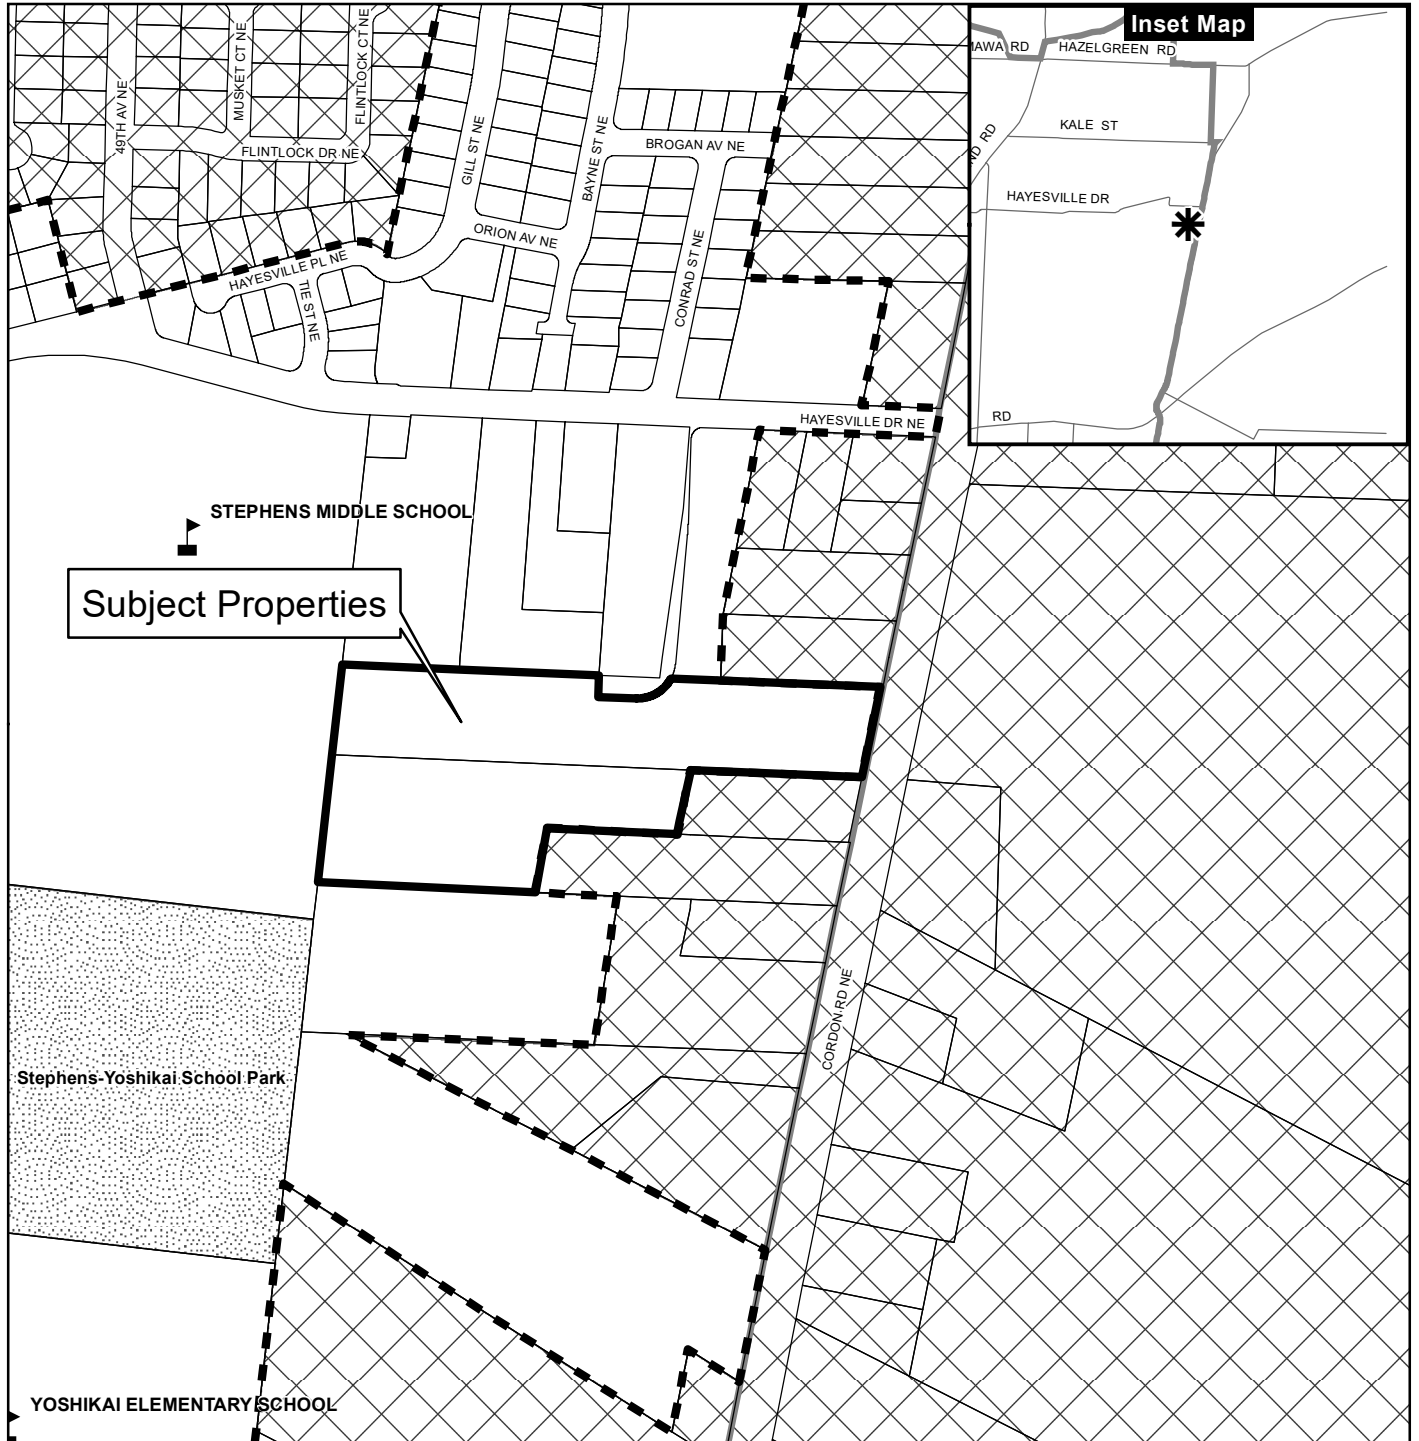 Inset Map
AWA RD
HAZELGREEN RD
KALE ST
ND RD
HAYESVILLE DR
RD
49TH AV NE
MUSKET CT NE
FLINTLOCK CT NE
FLINTLOCK DR NE
GILL ST NE
BAYNE ST NE
BROGAN AV NE
ORION AV NE
CONRAD ST NE
HAYESVILLE PL NE
TIE ST NE
HAYESVILLE DR NE
STEPHENS MIDDLE SCHOOL
Subject Properties
CORDON RD NE
Stephens-Yoshikai School Park
YOSHIKAI ELEMENTARY SCHOOL